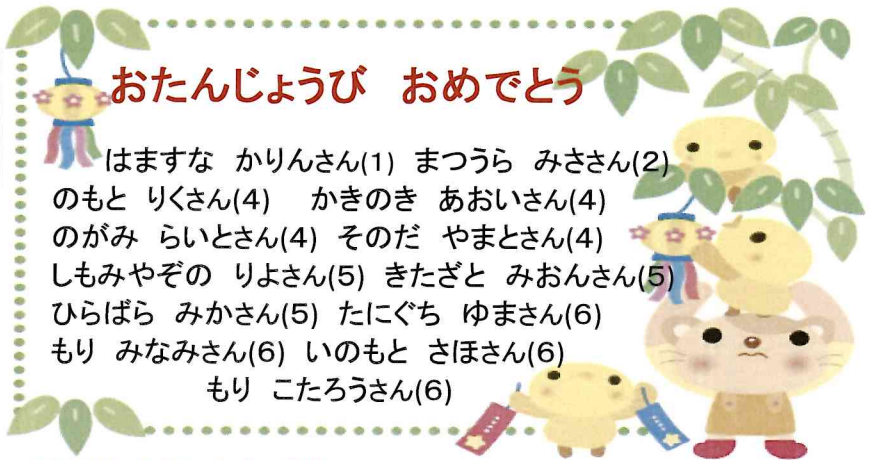 おたんじょうび　おめでとう
はますな　かりんさん(1)　まつうら　みささん(2)
のもと　りくさん(4)　かきのき　あおいさん(4)
のがみ　らいとさん(4)　そのだ　やまとさん(4)
しもみやぞの　りよさん(5)　きたざと　みおんさん(5)
ひらばら　みかさん(5)　たにぐち　ゆまさん(6)
もり　みなみさん(6)　いのもと　さほさん(6)
もり　こたろうさん(6)